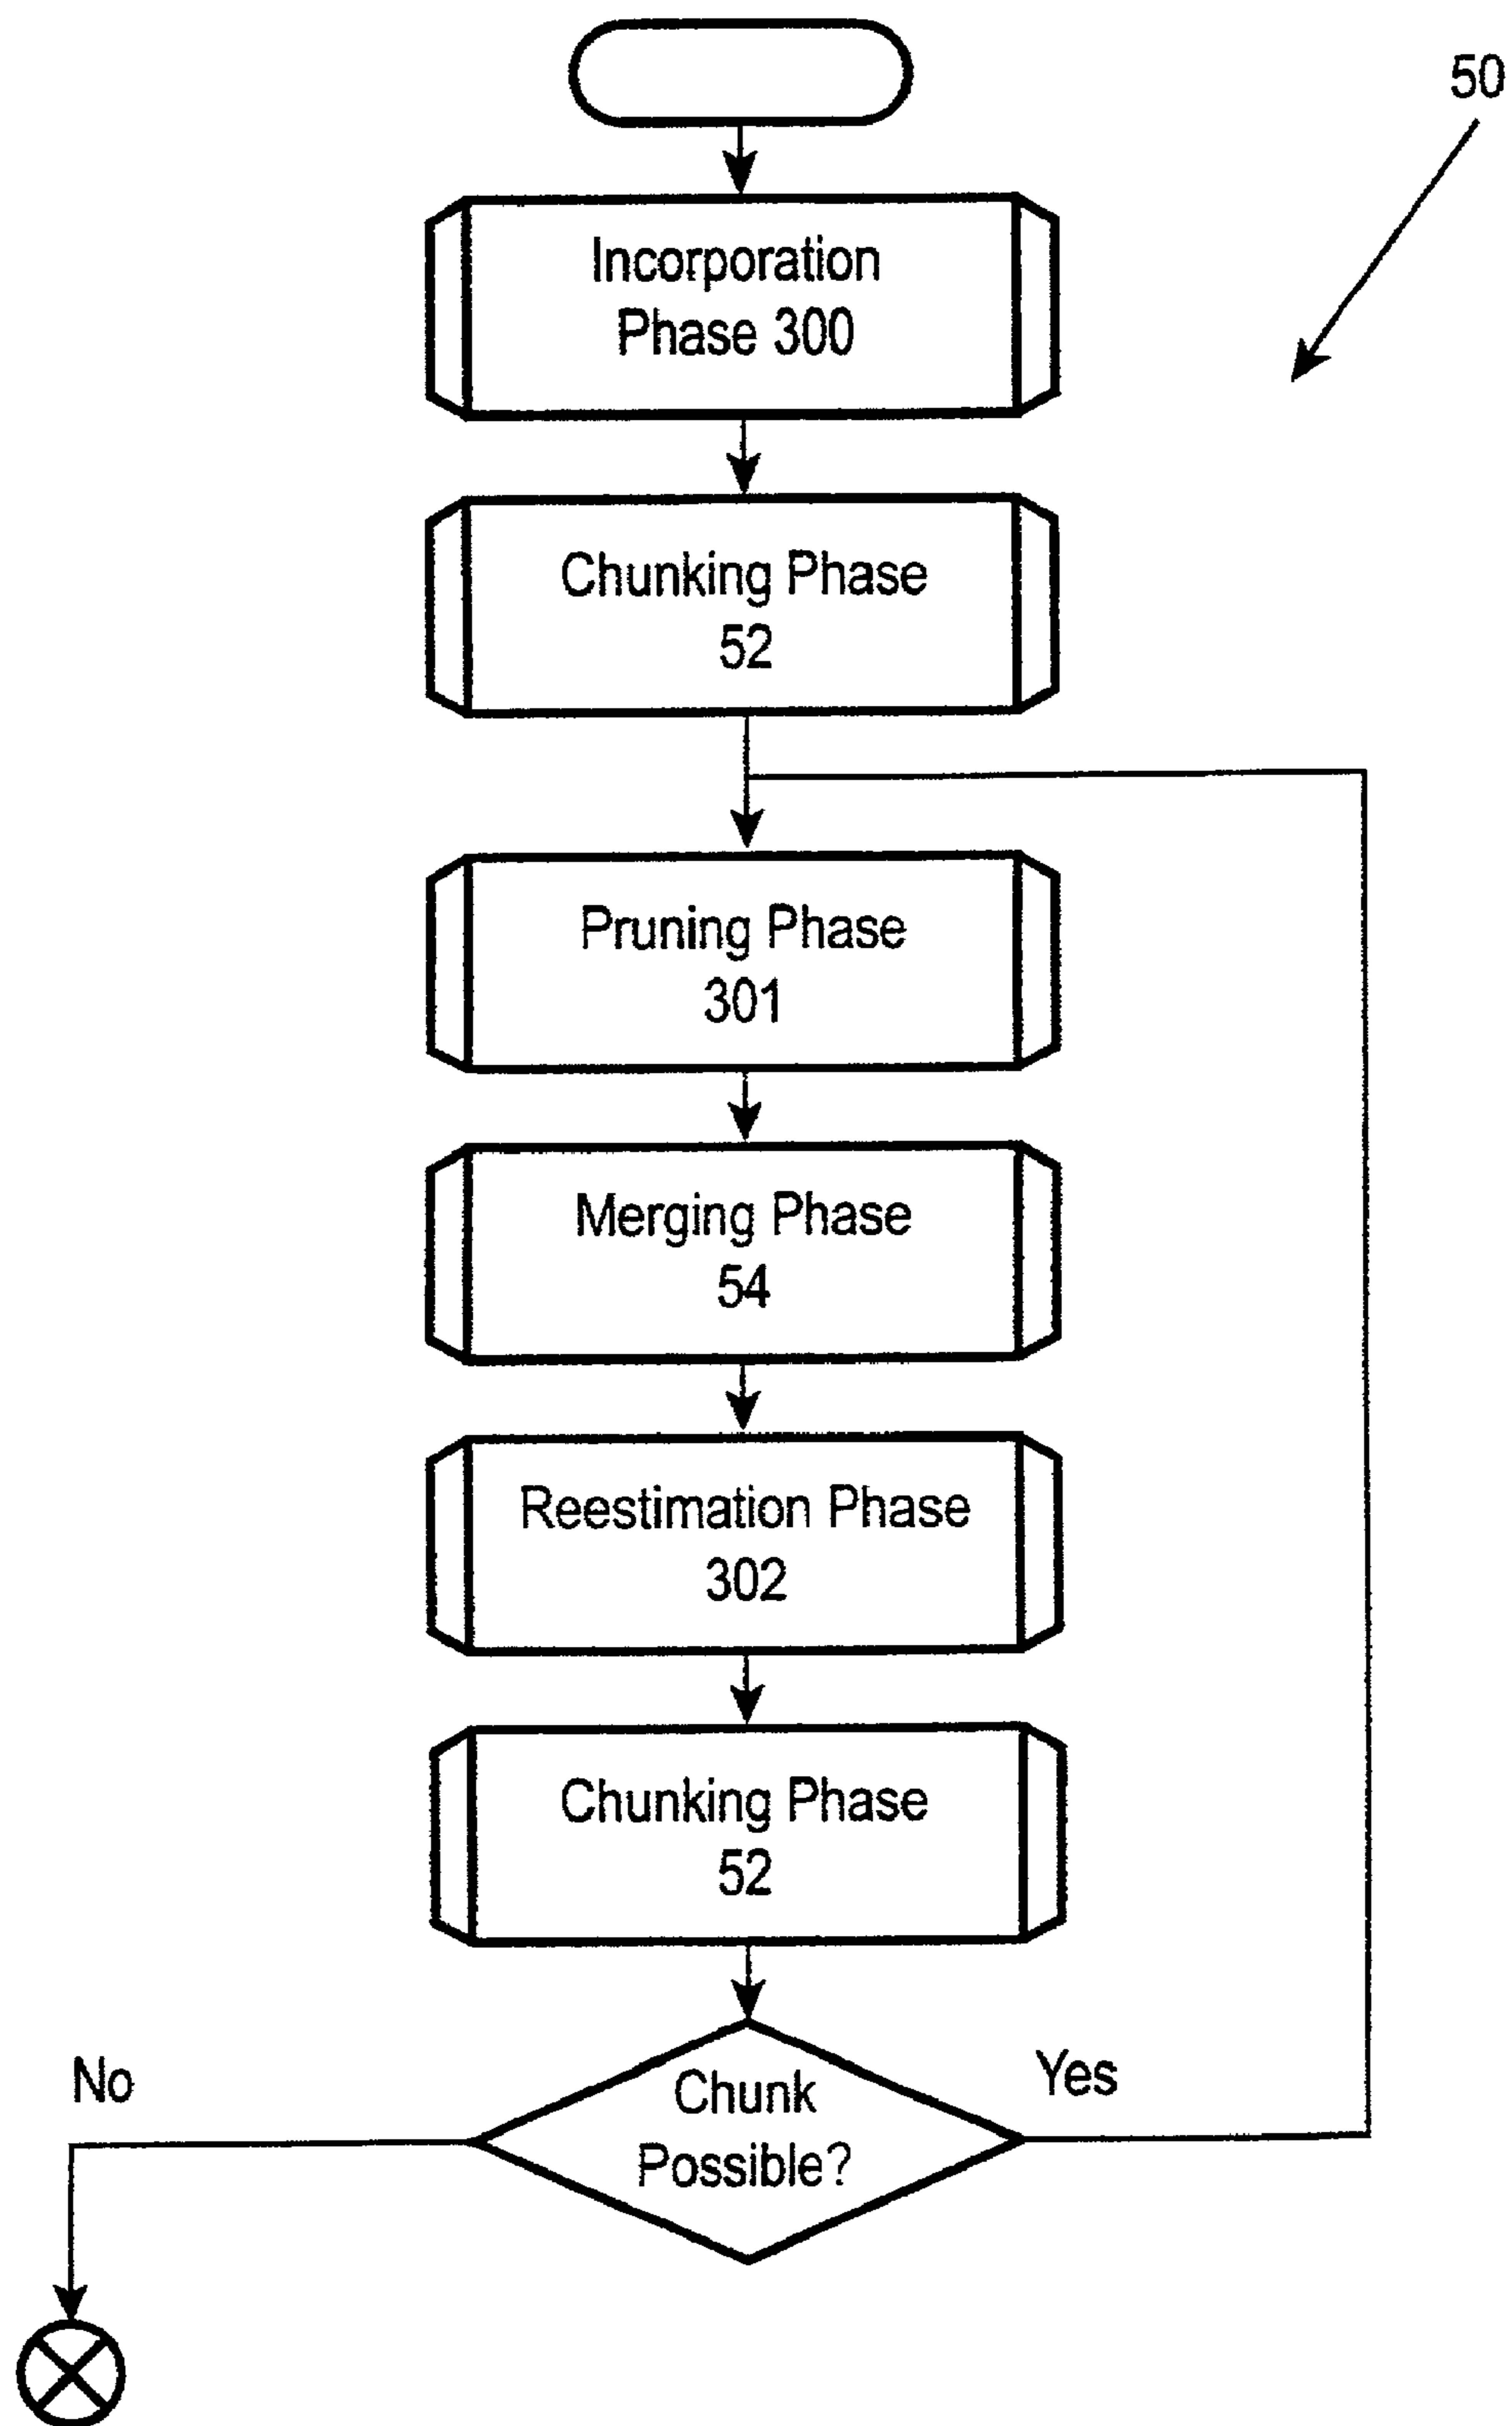 50
Incorporation
Phase 300
Chunking Phase
52
Pruning Phase
301
Merging Phase
54
Reestimation Phase
302
Chunking Phase
52
No
Chunk
Possible?
Yes